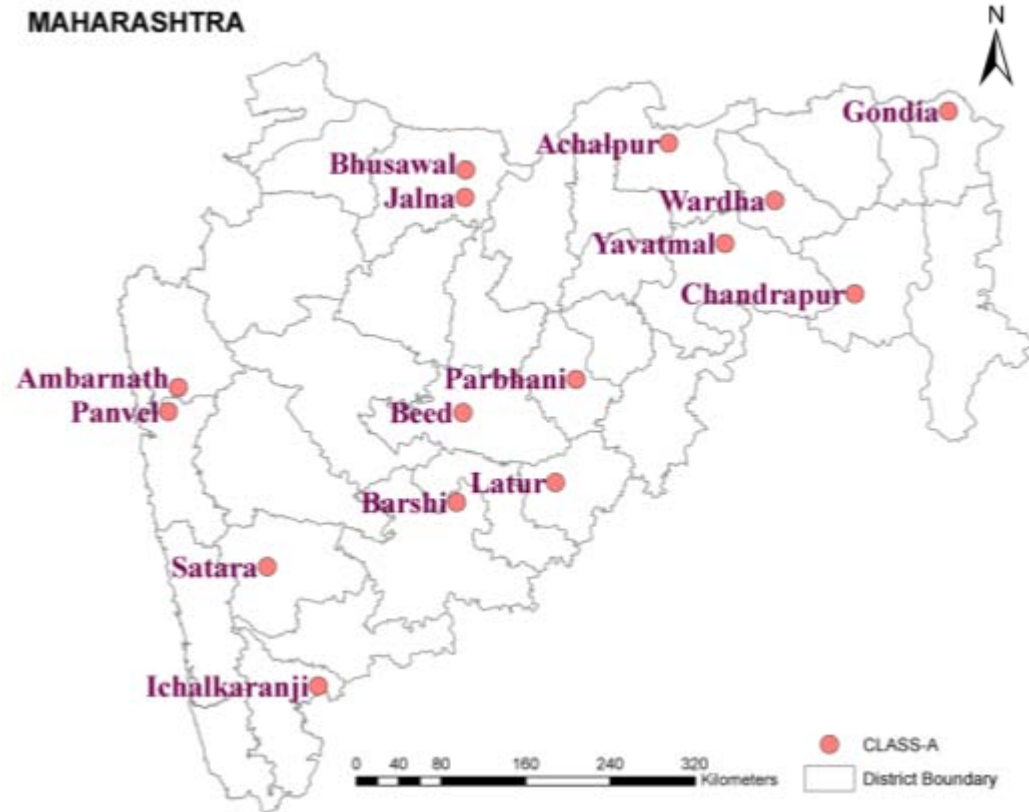 MAHARASHTRA
N
Gondia
Achalpur
Bhusawal
Jalna
Wardha
Yavatmal
Chandrapur
Ambarnath
Panvel
Parbhani
Beed
Latur
Barshi
Satara
Ichalkaranji
CLASS-A
0 40 80 160 240 320
Kilometers
District Boundary